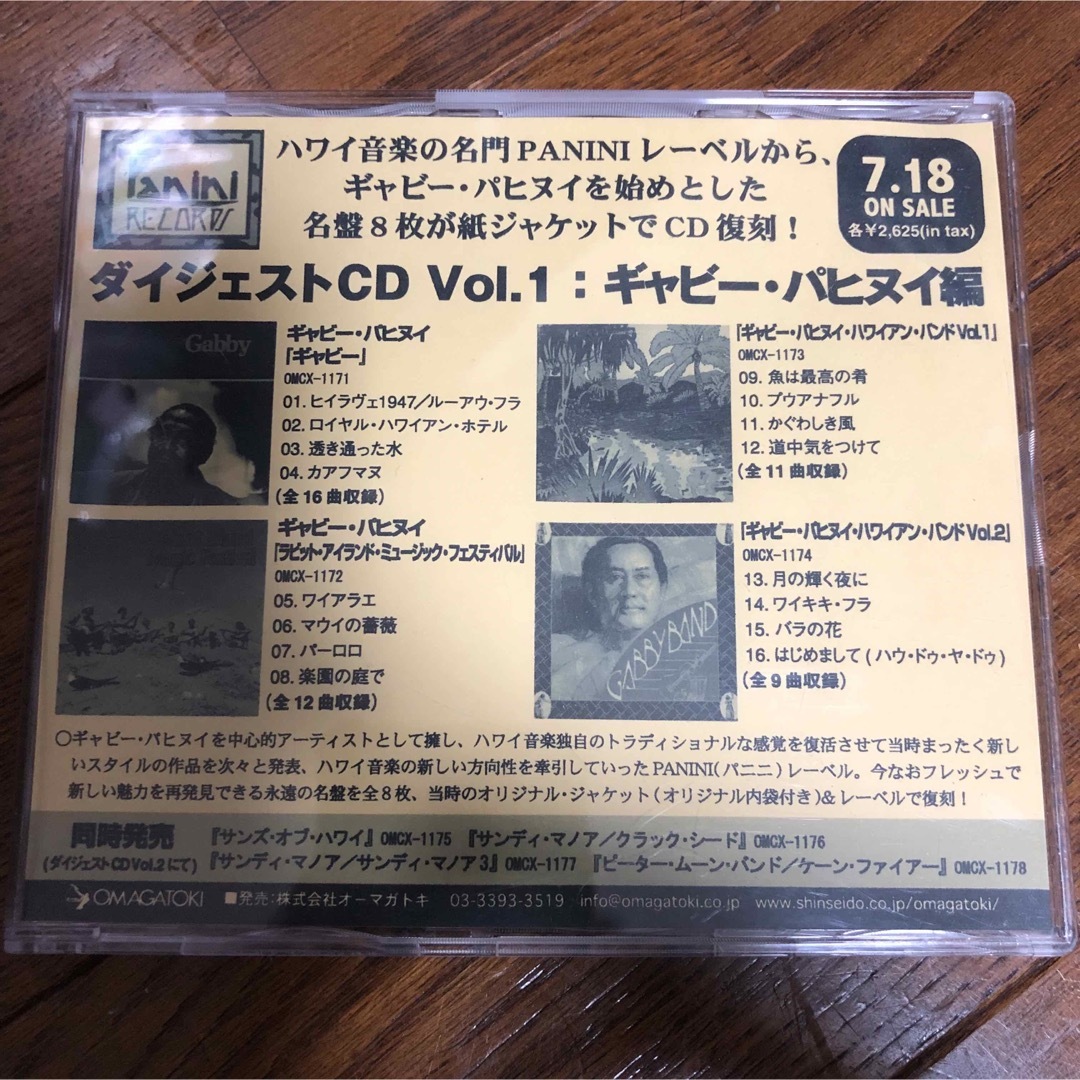 Panini
RECORDS
ハワイ音楽の名門PANINIレーベルから、
ギャビー・パヒヌイを始めとした
名盤8枚が紙ジャケットでCD復刻！
7.18
ON SALE
各¥2,625(in tax)
ダイジェストCD Vol.1：ギャビー・パヒヌイ編
Gabby
ギャビー・パヒヌイ
「ギャビー」
OMCX-1171
01. ヒイラヴェ1947／ルーアウ・フラ
02. ロイヤル・ハワイアン・ホテル
03. 透き通った水
04. カアフマヌ
（全16曲収録）
「ギャビー・パヒヌイ・ハワイアン・バンドVol.1」
OMCX-1173
09. 魚は最高の肴
10. プウアナフル
11. かぐわしき風
12. 道中気をつけて
（全11曲収録）
ギャビー・パヒヌイ
「ラビット・アイランド・ミュージック・フェスティバル」
OMCX-1172
05. ワイアラエ
06. マウイの薔薇
07. パーロロ
08. 楽園の庭で
（全12曲収録）
GABBY BAND
「ギャビー・パヒヌイ・ハワイアン・バンドVol.2」
OMCX-1174
13. 月の輝く夜に
14. ワイキキ・フラ
15. バラの花
16. はじめまして(ハウ・ドゥ・ヤ・ドゥ)
（全9曲収録）
○ギャビー・パヒヌイを中心的アーティストとして擁し、ハワイ音楽独自のトラディショナルな感覚を復活させて当時まったく新し
いスタイルの作品を次々と発表、ハワイ音楽の新しい方向性を牽引していったPANINI(パニニ)レーベル。今なおフレッシュで
新しい魅力を再発見できる永遠の名盤を全8枚、当時のオリジナル・ジャケット(オリジナル内袋付き)&レーベルで復刻！
同時発売 『サンズ・オブ・ハワイ』OMCX-1175 『サンディ・マノア／クラック・シード』OMCX-1176
(ダイジェストCD Vol.2にて) 『サンディ・マノア／サンディ・マノア3』OMCX-1177 『ピーター・ムーン・バンド／ケーン・ファイアー』OMCX-1178
OMAGATOKI ■発売：株式会社オーマガトキ 03-3393-3519 info@omagatoki.co.jp www.shinseido.co.jp/omagatoki/